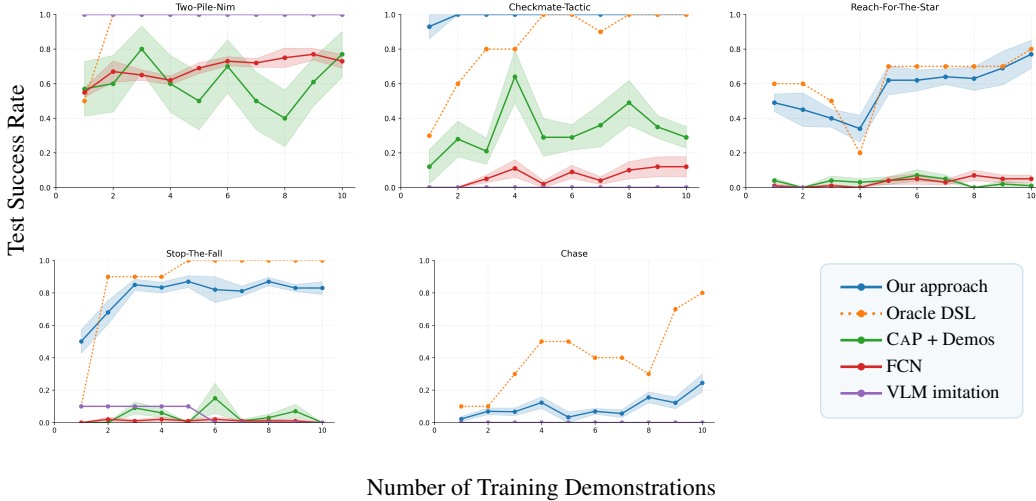 Two-Pile-Nim
1.0
0.8
0.6
0.4
0.2
0.0
0 2 4 6 8 10
Checkmate-Tactic
1.0
0.8
0.6
0.4
0.2
0.0
0 2 4 6 8 10
Reach-For-The-Star
1.0
0.8
0.6
0.4
0.2
0.0
0 2 4 6 8 10
Test Success Rate
Stop-The-Fall
1.0
0.8
0.6
0.4
0.2
0.0
0 2 4 6 8 10
Chase
1.0
0.8
0.6
0.4
0.2
0.0
0 2 4 6 8 10
Our approach
Oracle DSL
CAP + Demos
FCN
VLM imitation
Number of Training Demonstrations